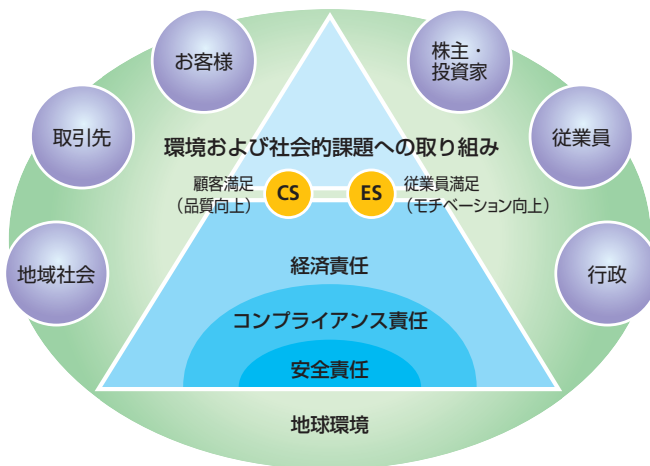 お客様
株主・
投資家
取引先
従業員
環境および社会的課題への取り組み
顧客満足
（品質向上）
CS
ES
従業員満足
（モチベーション向上）
地域社会
行政
経済責任
コンプライアンス責任
安全責任
地球環境